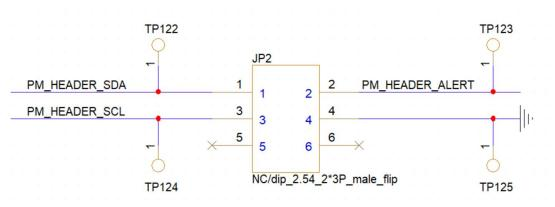 TP122
TP123
JP2
1
1
PM_HEADER_SDA
1
1
2
2
PM_HEADER_ALERT
PM_HEADER_SCL
3
3
4
4
5
5
6
6
1
1
NC/dip_2.54_2*3P_male_flip
TP124
TP125